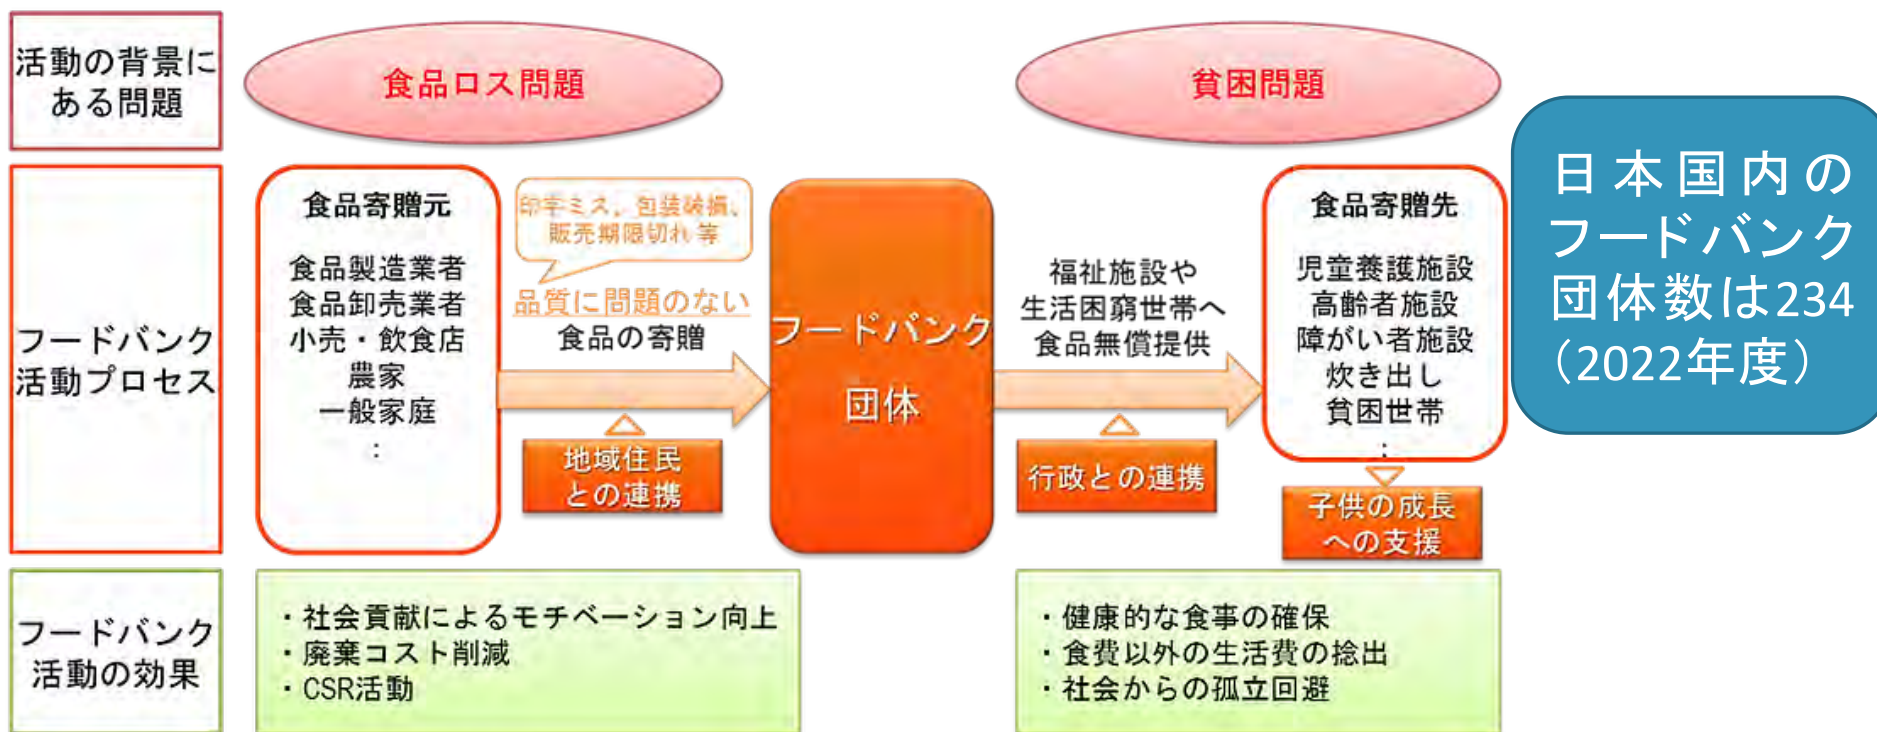 活動の背景に
ある問題
食品ロス問題
貧困問題
日本国内の
フードバンク
団体数は234
（2022年度）
フードバンク
活動プロセス
食品寄贈元
食品製造業者
食品卸売業者
小売・飲食店
農家
一般家庭
：
印字ミス、包装破損、
販売期限切れ等
品質に問題のない
食品の寄贈
地域住民
との連携
フードバンク
団体
福祉施設や
生活困窮世帯へ
食品無償提供
行政との連携
食品寄贈先
児童養護施設
高齢者施設
障がい者施設
炊き出し
貧困世帯
：
子供の成長
への支援
フードバンク
活動の効果
・社会貢献によるモチベーション向上
・廃棄コスト削減
・CSR活動
・健康的な食事の確保
・食費以外の生活費の捻出
・社会からの孤立回避